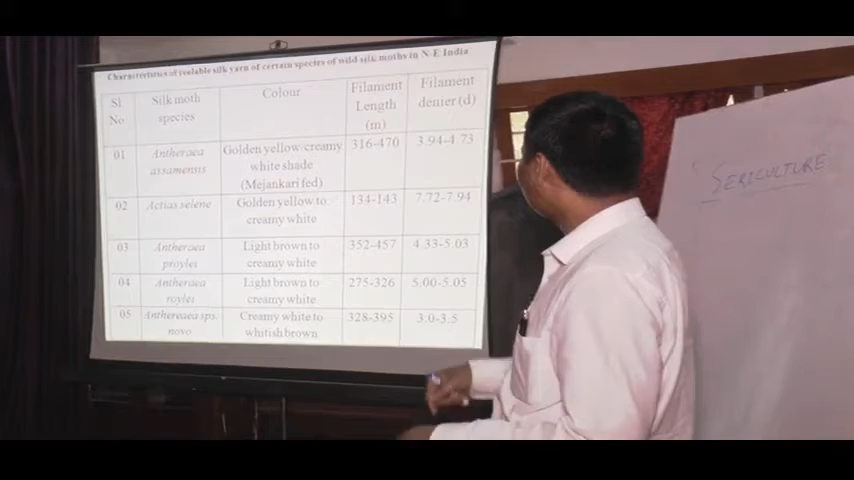 Characteristics of reelable silk yarn of certain species of wild silk moths in N-E India
Sl No | Silk moth species | Colour | Filament Length (m) | Filament denier (d)
01 | Antheraea assamensis | Golden yellow/creamy white shade (Mejankari fed) | 316-470 | 3.94-4.73
02 | Actias selene | Golden yellow to creamy white | 134-143 | 7.72-7.94
03 | Antheraea proyles | Light brown to creamy white | 352-457 | 4.33-5.03
04 | Antheraea royles | Light brown to creamy white | 275-326 | 5.00-5.05
05 | Anthereaea sps. novo | Creamy white to whitish brown | 328-395 | 3.0-3.5
SERICULTURE